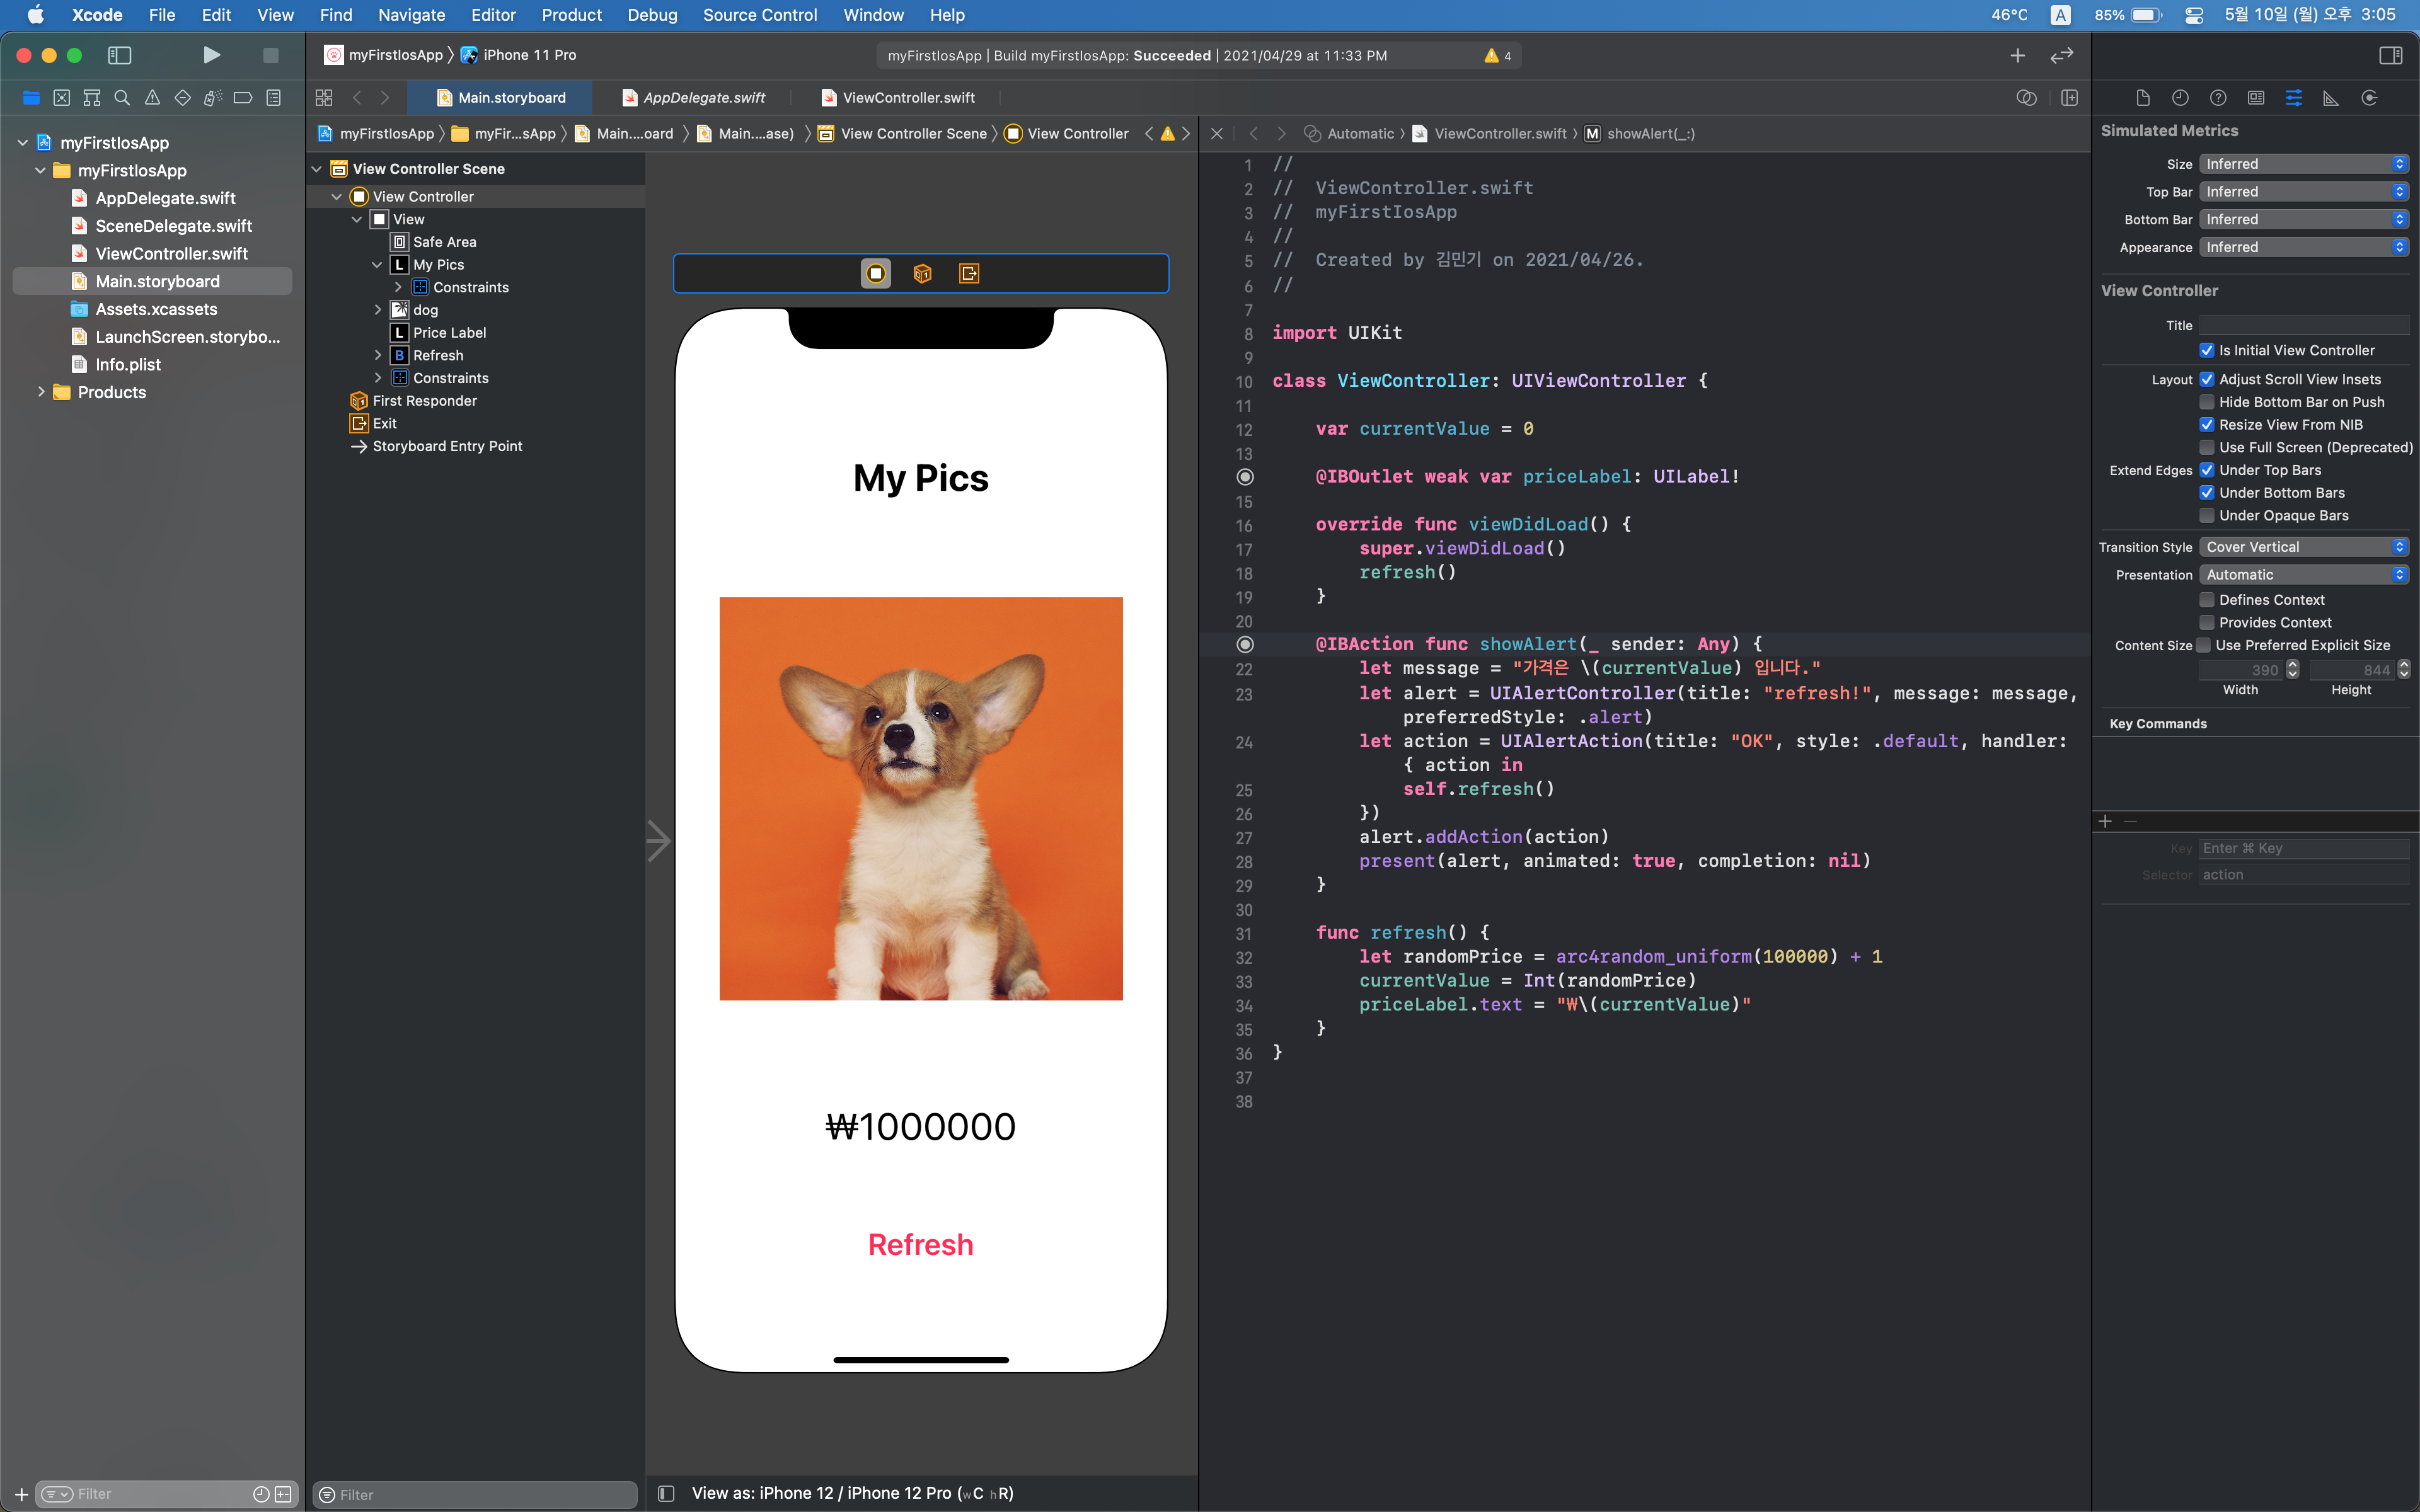 Xcode File Edit View Find Navigate Editor Product Debug Source Control Window Help 46°C A 85% 5월 10일 (월) 오후 3:05
myFirstIosApp iPhone 11 Pro
myFirstIosApp | Build myFirstIosApp: Succeeded | 2021/04/29 at 11:33 PM 4
Main.storyboard AppDelegate.swift ViewController.swift
myFirstIosApp myFir...sApp Main....oard Main....ase) View Controller Scene View Controller
Automatic ViewController.swift M showAlert(_:)
myFirstIosApp
myFirstIosApp
AppDelegate.swift
SceneDelegate.swift
ViewController.swift
Main.storyboard
Assets.xcassets
LaunchScreen.storybo...
Info.plist
Products
Filter
View Controller Scene
View Controller
View
Safe Area
L My Pics
Constraints
dog
L Price Label
B Refresh
Constraints
First Responder
Exit
Storyboard Entry Point
Filter
My Pics
₩1000000
Refresh
View as: iPhone 12 / iPhone 12 Pro (wC hR)
1 //
2 //  ViewController.swift
3 //  myFirstIosApp
4 //
5 //  Created by 김민기 on 2021/04/26.
6 //
7
8 import UIKit
9
10 class ViewController: UIViewController {
11
12     var currentValue = 0
13
    @IBOutlet weak var priceLabel: UILabel!
15
16     override func viewDidLoad() {
17         super.viewDidLoad()
18         refresh()
19     }
20
    @IBAction func showAlert(_ sender: Any) {
22         let message = "가격은 \(currentValue) 입니다."
23         let alert = UIAlertController(title: "refresh!", message: message,
            preferredStyle: .alert)
24         let action = UIAlertAction(title: "OK", style: .default, handler:
            { action in
25             self.refresh()
26         })
27         alert.addAction(action)
28         present(alert, animated: true, completion: nil)
29     }
30
31     func refresh() {
32         let randomPrice = arc4random_uniform(100000) + 1
33         currentValue = Int(randomPrice)
34         priceLabel.text = "₩\(currentValue)"
35     }
36 }
37
38
Simulated Metrics
Size Inferred
Top Bar Inferred
Bottom Bar Inferred
Appearance Inferred
View Controller
Title
Is Initial View Controller
Layout Adjust Scroll View Insets
Hide Bottom Bar on Push
Resize View From NIB
Use Full Screen (Deprecated)
Extend Edges Under Top Bars
Under Bottom Bars
Under Opaque Bars
Transition Style Cover Vertical
Presentation Automatic
Defines Context
Provides Context
Content Size Use Preferred Explicit Size
390 844
Width Height
Key Commands
Key Enter ⌘ Key
Selector action